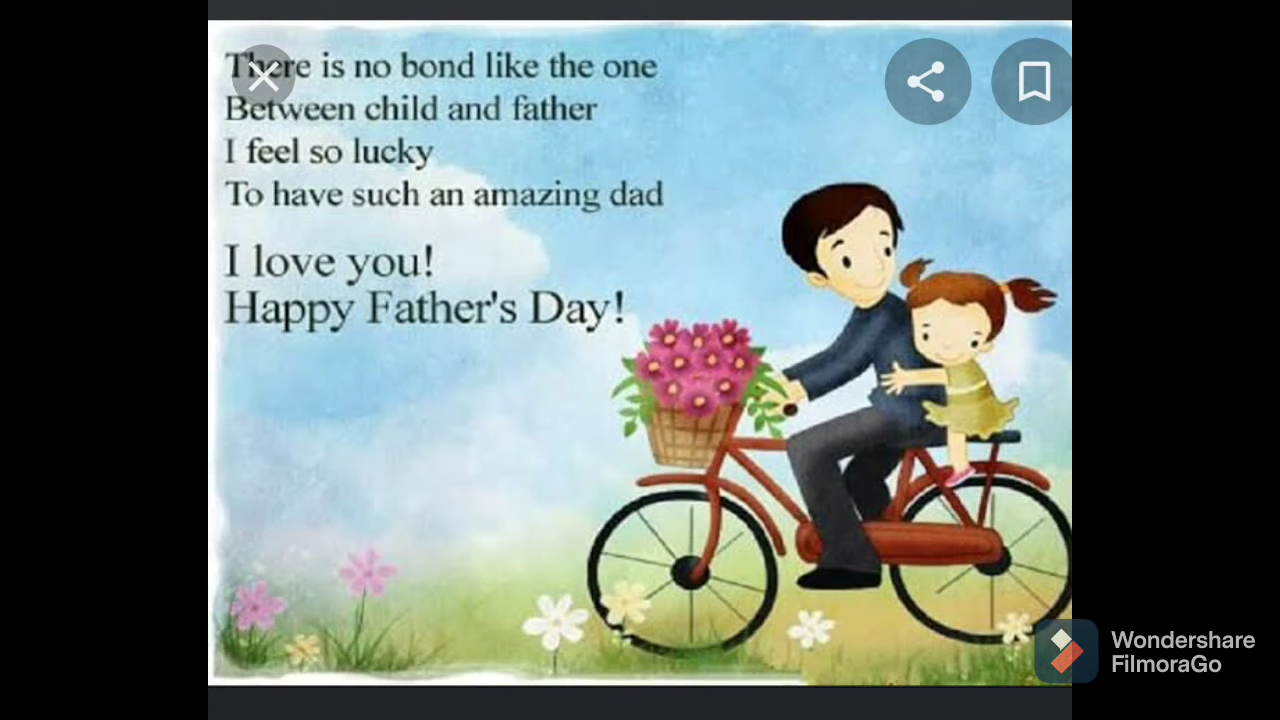 There is no bond like the one
Between child and father
I feel so lucky
To have such an amazing dad
I love you!
Happy Father's Day!
Wondershare
FilmoraGo